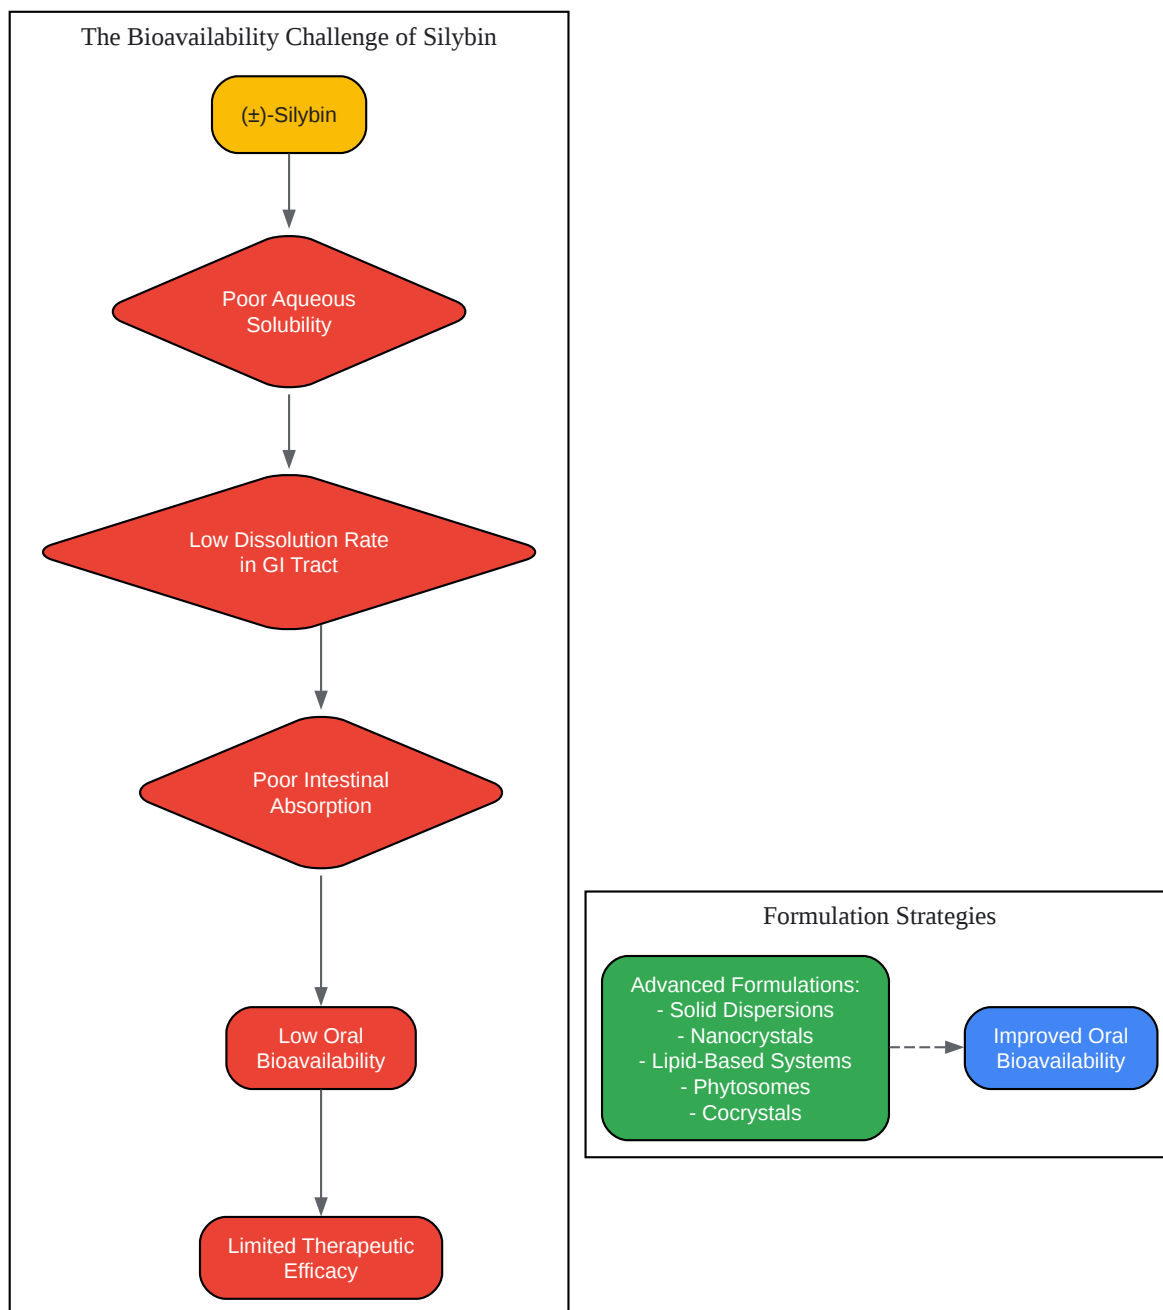 The Bioavailability Challenge of Silybin
(±)-Silybin
Poor Aqueous
Solubility
Low Dissolution Rate
in GI Tract
Poor Intestinal
Absorption
Low Oral
Bioavailability
Limited Therapeutic
Efficacy
Formulation Strategies
Advanced Formulations:
- Solid Dispersions
- Nanocrystals
- Lipid-Based Systems
- Phytosomes
- Cocrystals
Improved Oral
Bioavailability